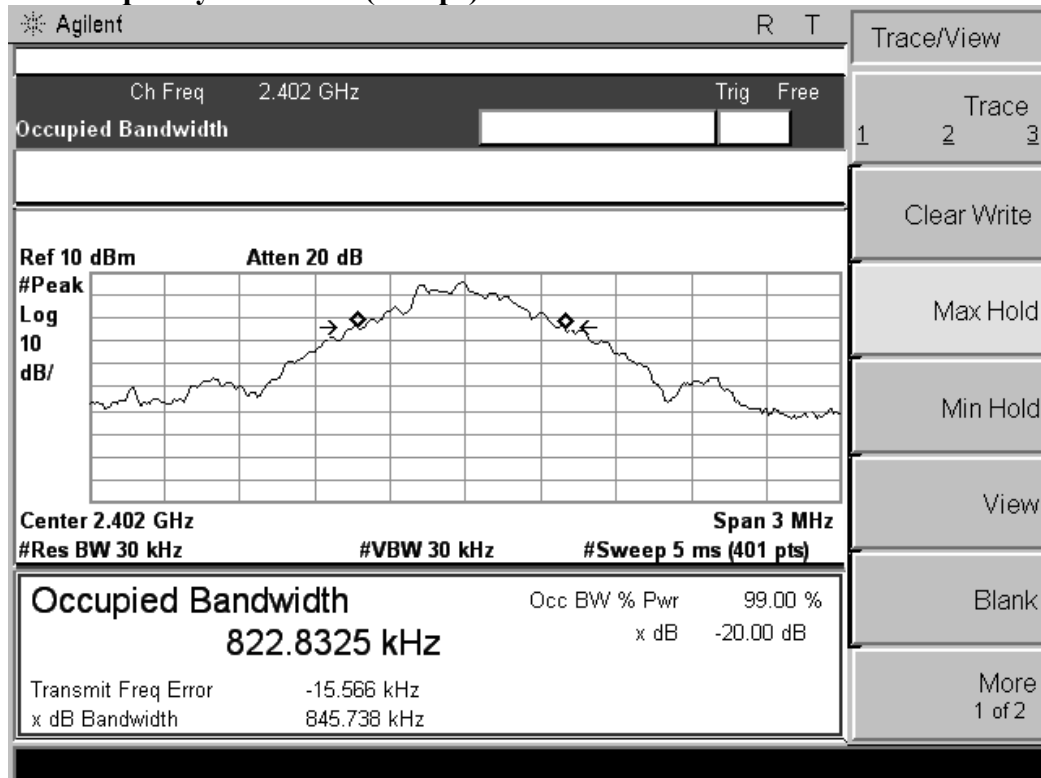 Agilent R T
Trace/View
Ch Freq 2.402 GHz Trig Free
Occupied Bandwidth
Trace
1 2 3
Clear Write
Max Hold
Min Hold
View
Blank
More
1 of 2
Ref 10 dBm Atten 20 dB
#Peak
Log
10
dB/
Center 2.402 GHz Span 3 MHz
#Res BW 30 kHz #VBW 30 kHz #Sweep 5 ms (401 pts)
Occupied Bandwidth
822.8325 kHz
Occ BW % Pwr 99.00 %
x dB -20.00 dB
Transmit Freq Error -15.566 kHz
x dB Bandwidth 845.738 kHz